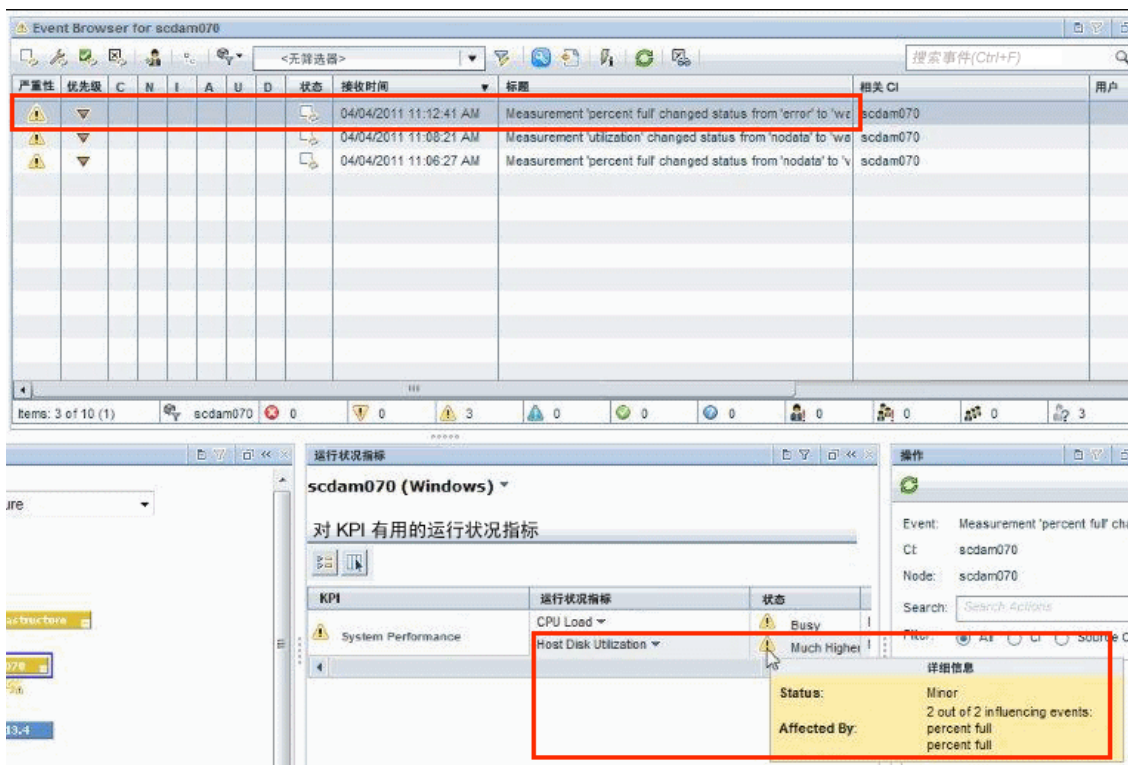 Event Browser for scdam070
<无筛选器>
搜索事件(Ctrl+F)
严重性 优先级 C N I A U D 状态 接收时间 标题 相关 CI 用户
04/04/2011 11:12:41 AM Measurement 'percent full' changed status from 'error' to 'wa scdam070
04/04/2011 11:08:21 AM Measurement 'utilization' changed status from 'nodata' to 'wa scdam070
04/04/2011 11:06:27 AM Measurement 'percent full' changed status from 'nodata' to 'v scdam070
Items: 3 of 10 (1) scdam070 0 0 3 0 0 0 0 0 0 3
运行状况指标
操作
scdam070 (Windows)
ure
对 KPI 有用的运行状况指标
Event: Measurement 'percent full' cha
CI: scdam070
Node: scdam070
Search: Search Actions
Filter: All CI Source C
KPI 运行状况指标 状态
System Performance
CPU Load Busy
Host Disk Utilization Much Higher
astructure
070
13.4
详细信息
Status: Minor
Affected By: 2 out of 2 influencing events:
percent full
percent full